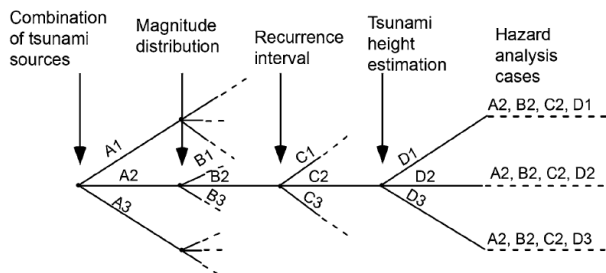 Combination
of tsunami
sources
Magnitude
distribution
Recurrence
interval
Tsunami
height
estimation
Hazard
analysis
cases
A1
A2
A3
B1
B2
B3
C1
C2
C3
D1
D2
D3
A2, B2, C2, D1
A2, B2, C2, D2
A2, B2, C2, D3